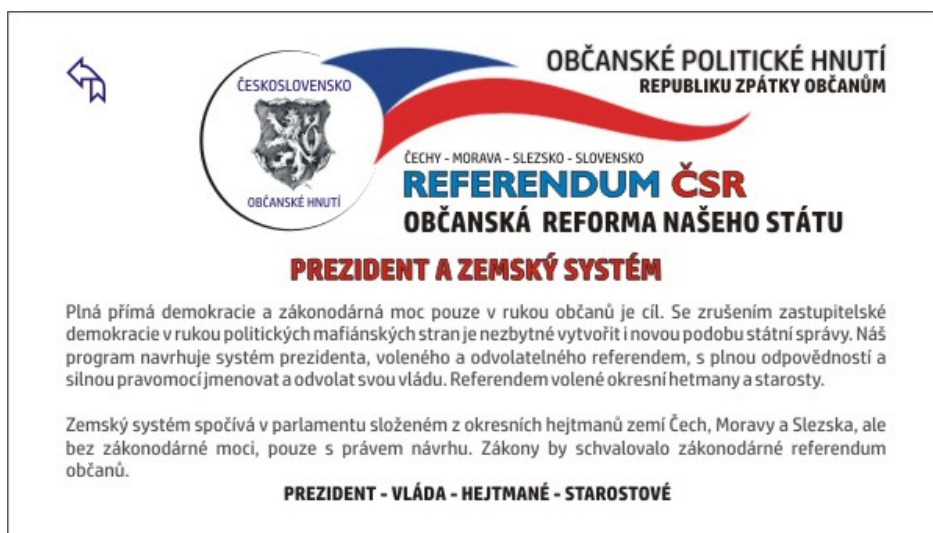 OBČANSKÉ POLITICKÉ HNUTÍ
REPUBLIKU ZPÁTKY OBČANŮM
ČESKOSLOVENSKO
OBČANSKÉ HNUTÍ
ČECHY - MORAVA - SLEZSKO - SLOVENSKO
REFERENDUM ČSR
OBČANSKÁ REFORMA NAŠEHO STÁTU
PREZIDENT A ZEMSKÝ SYSTÉM
Plná přímá demokracie a zákonodárná moc pouze v rukou občanů je cíl. Se zrušením zastupitelské
demokracie v rukou politických mafiánských stran je nezbytné vytvořit i novou podobu státní správy. Náš
program navrhuje systém prezidenta, voleného a odvolatelného referendem, s plnou odpovědností a
silnou pravomocí jmenovat a odvolat svou vládu. Referendem volené okresní hetmany a starosty.
Zemský systém spočívá v parlamentu složeném z okresních hejtmanů zemí Čech, Moravy a Slezska, ale
bez zákonodárné moci, pouze s právem návrhu. Zákony by schvalovalo zákonodárné referendum
občanů.
PREZIDENT - VLÁDA - HEJTMANÉ - STAROSTOVÉ